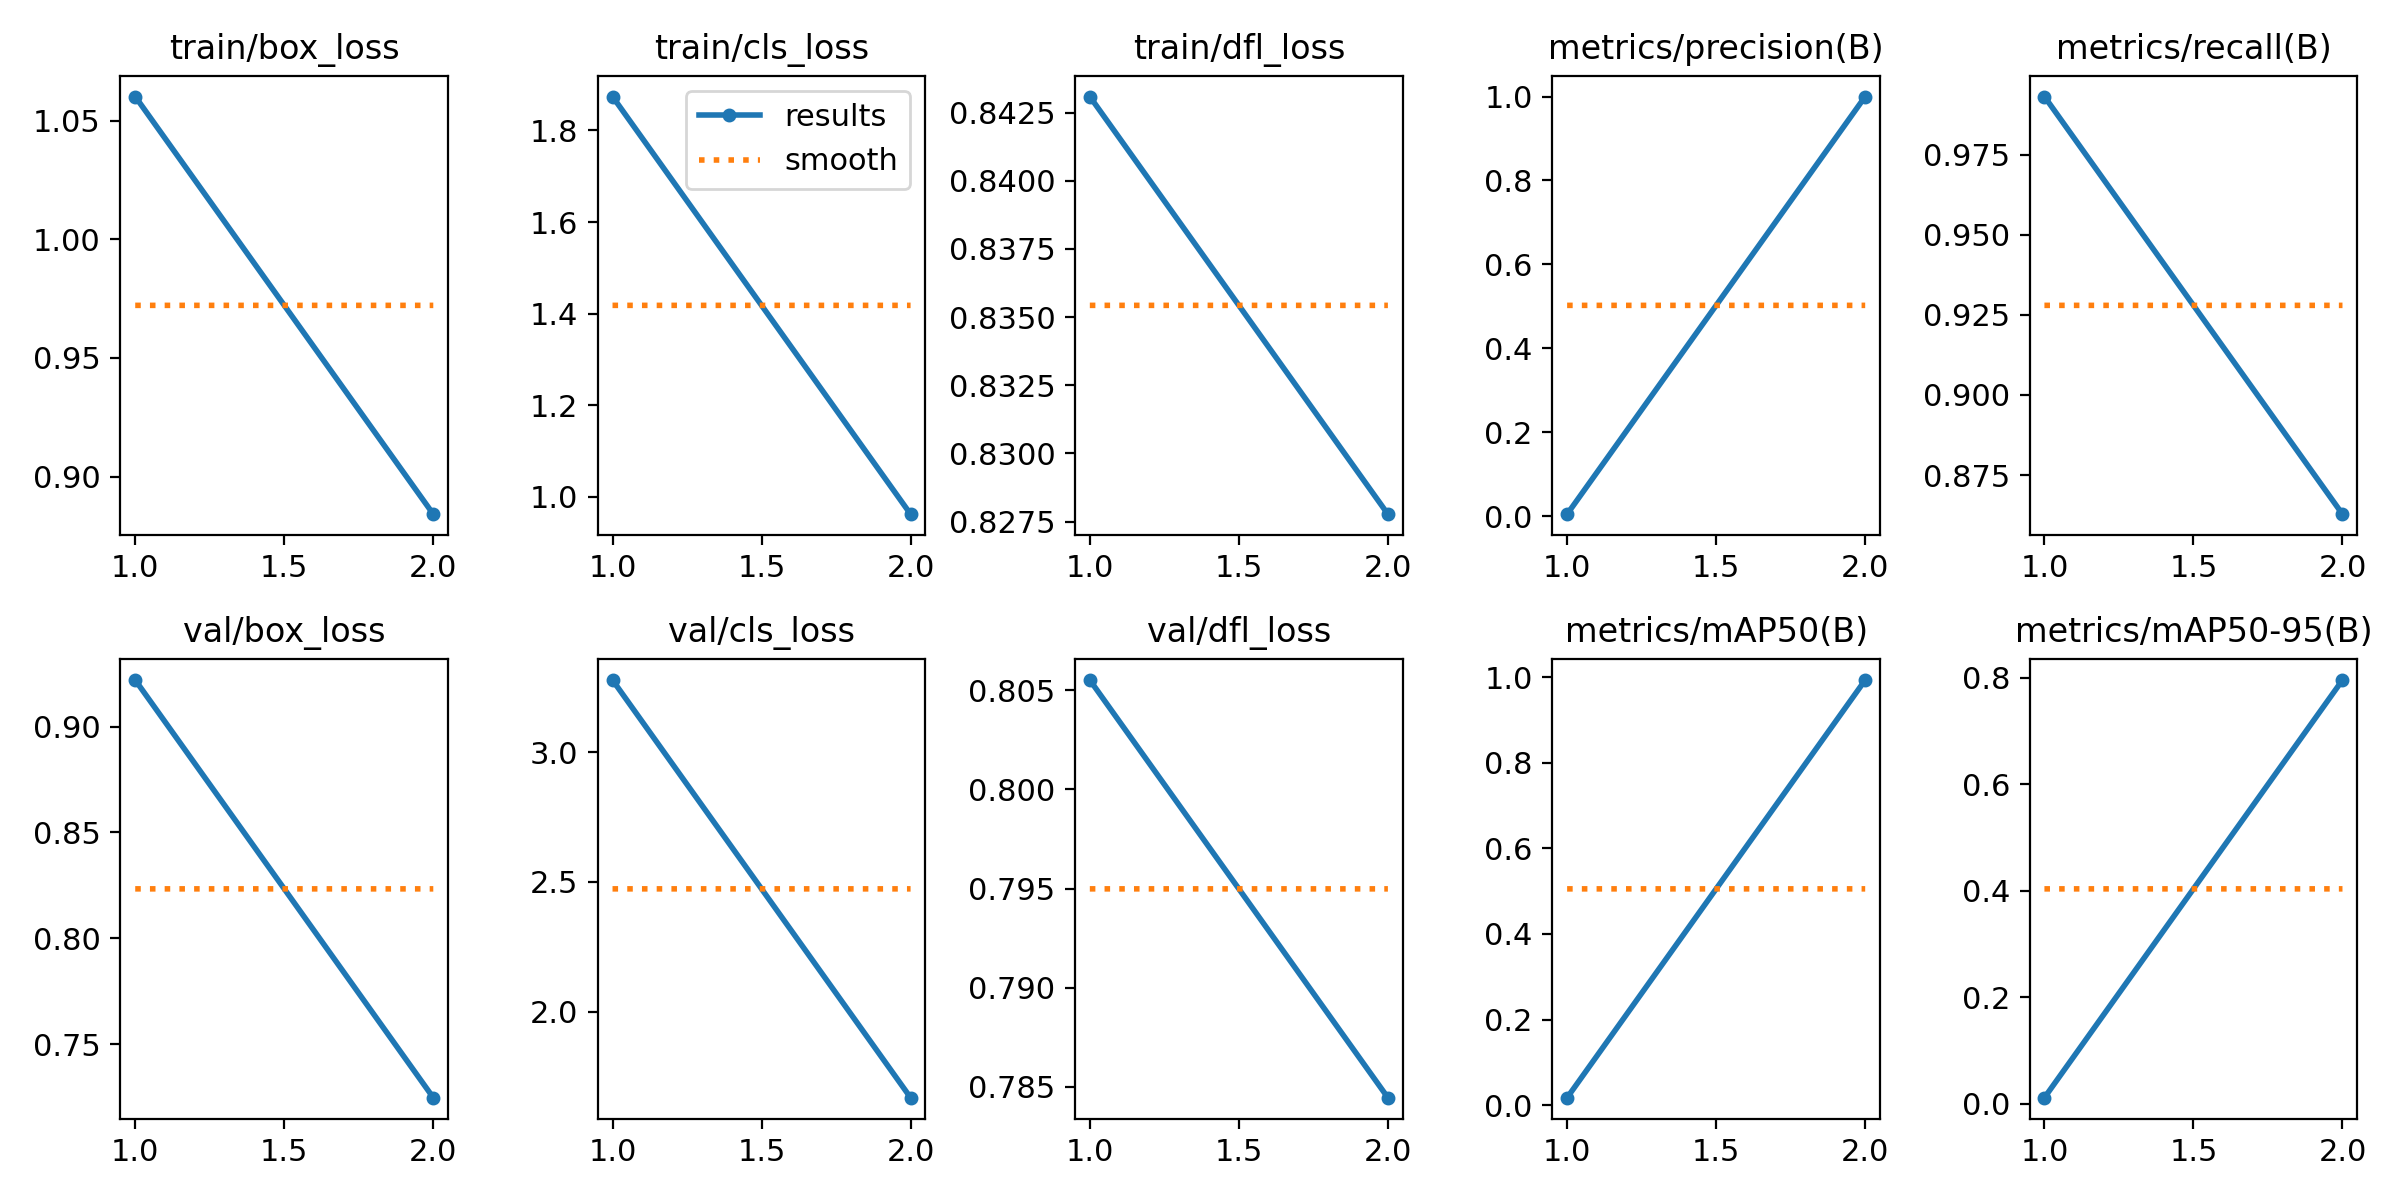 train/box_loss
train/cls_loss
train/dfl_loss
metrics/precision(B)
metrics/recall(B)
1.05
1.00
0.95
0.90
1.0 1.5 2.0
results
smooth
1.8
1.6
1.4
1.2
1.0
1.0 1.5 2.0
0.8425
0.8400
0.8375
0.8350
0.8325
0.8300
0.8275
1.0 1.5 2.0
1.0
0.8
0.6
0.4
0.2
0.0
1.0 1.5 2.0
0.975
0.950
0.925
0.900
0.875
1.0 1.5 2.0
val/box_loss
val/cls_loss
val/dfl_loss
metrics/mAP50(B)
metrics/mAP50-95(B)
0.90
0.85
0.80
0.75
1.0 1.5 2.0
3.0
2.5
2.0
1.0 1.5 2.0
0.805
0.800
0.795
0.790
0.785
1.0 1.5 2.0
1.0
0.8
0.6
0.4
0.2
0.0
1.0 1.5 2.0
0.8
0.6
0.4
0.2
0.0
1.0 1.5 2.0